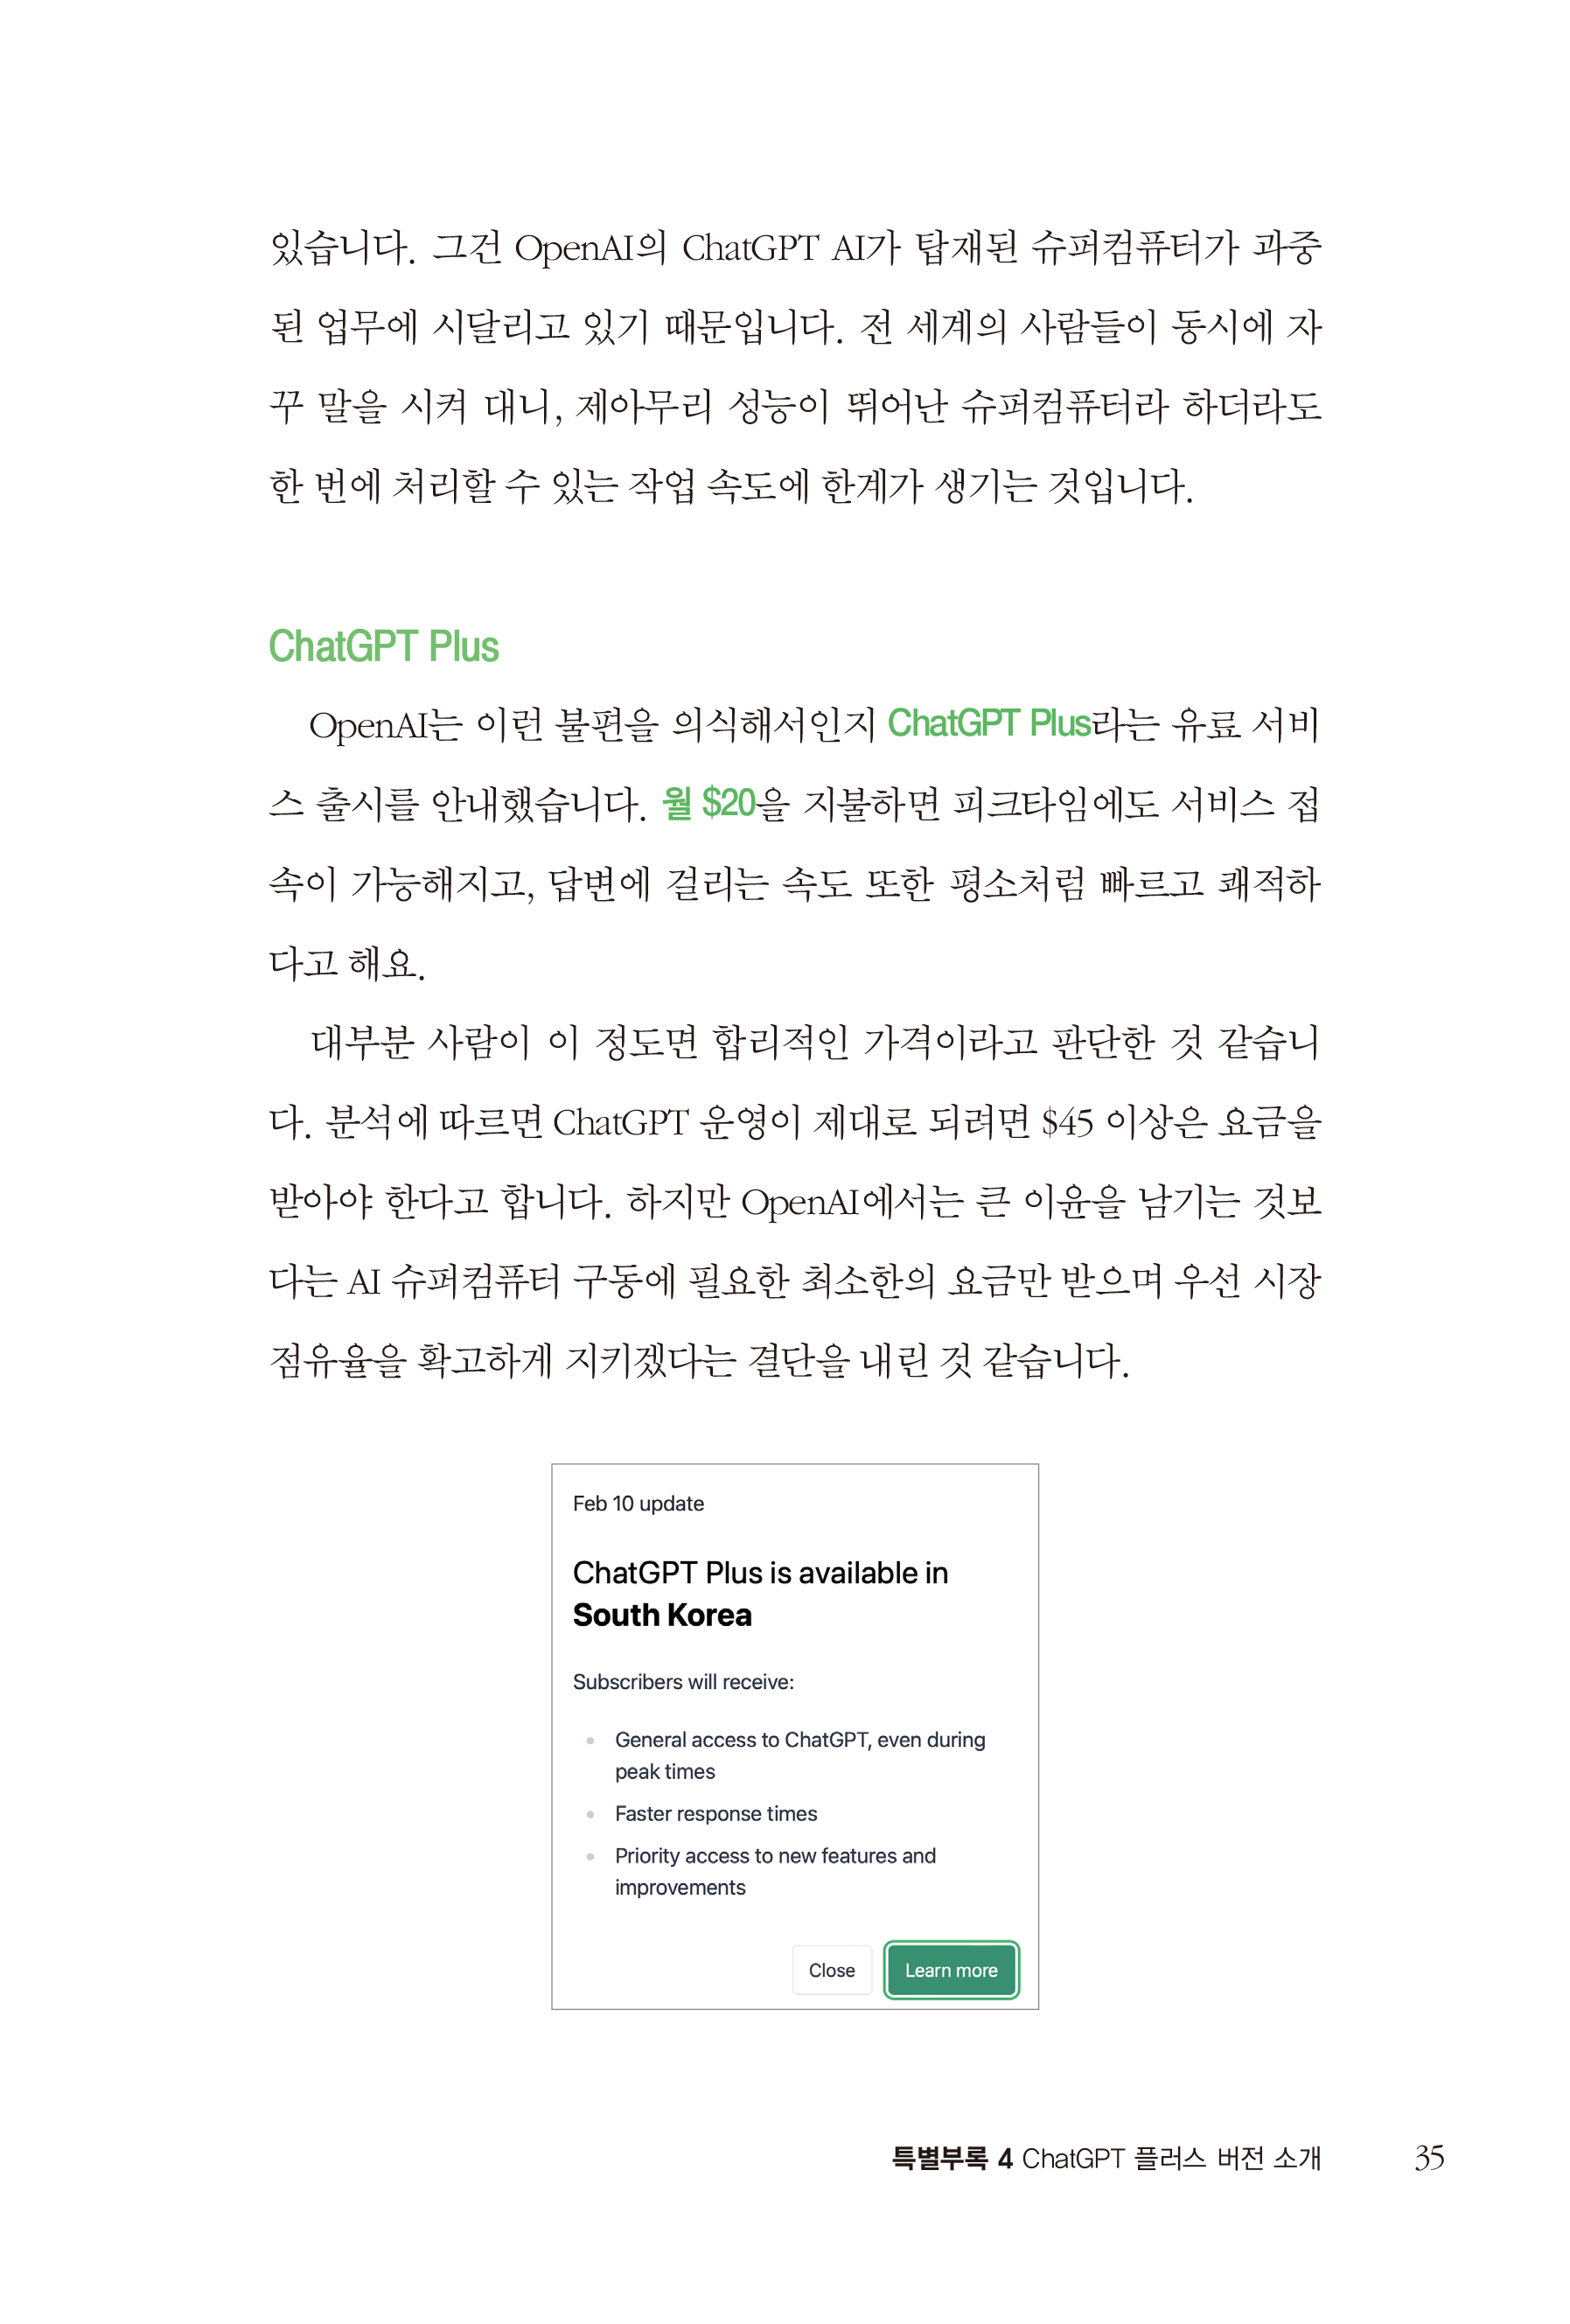 있습니다. 그건 OpenAI의 ChatGPT AI가 탑재된 슈퍼컴퓨터가 과중
된 업무에 시달리고 있기 때문입니다. 전 세계의 사람들이 동시에 자
꾸 말을 시켜 대니, 제아무리 성능이 뛰어난 슈퍼컴퓨터라 하더라도
한 번에 처리할 수 있는 작업 속도에 한계가 생기는 것입니다.
ChatGPT Plus
OpenAI는 이런 불편을 의식해서인지 ChatGPT Plus라는 유료 서비
스 출시를 안내했습니다. 월 $20을 지불하면 피크타임에도 서비스 접
속이 가능해지고, 답변에 걸리는 속도 또한 평소처럼 빠르고 쾌적하
다고 해요.
대부분 사람이 이 정도면 합리적인 가격이라고 판단한 것 같습니
다. 분석에 따르면 ChatGPT 운영이 제대로 되려면 $45 이상은 요금을
받아야 한다고 합니다. 하지만 OpenAI에서는 큰 이윤을 남기는 것보
다는 AI 슈퍼컴퓨터 구동에 필요한 최소한의 요금만 받으며 우선 시장
점유율을 확고하게 지키겠다는 결단을 내린 것 같습니다.
Feb 10 update
ChatGPT Plus is available in
South Korea
Subscribers will receive:
General access to ChatGPT, even during
peak times
Faster response times
Priority access to new features and
improvements
Close Learn more
특별부록 4 ChatGPT 플러스 버전 소개 35